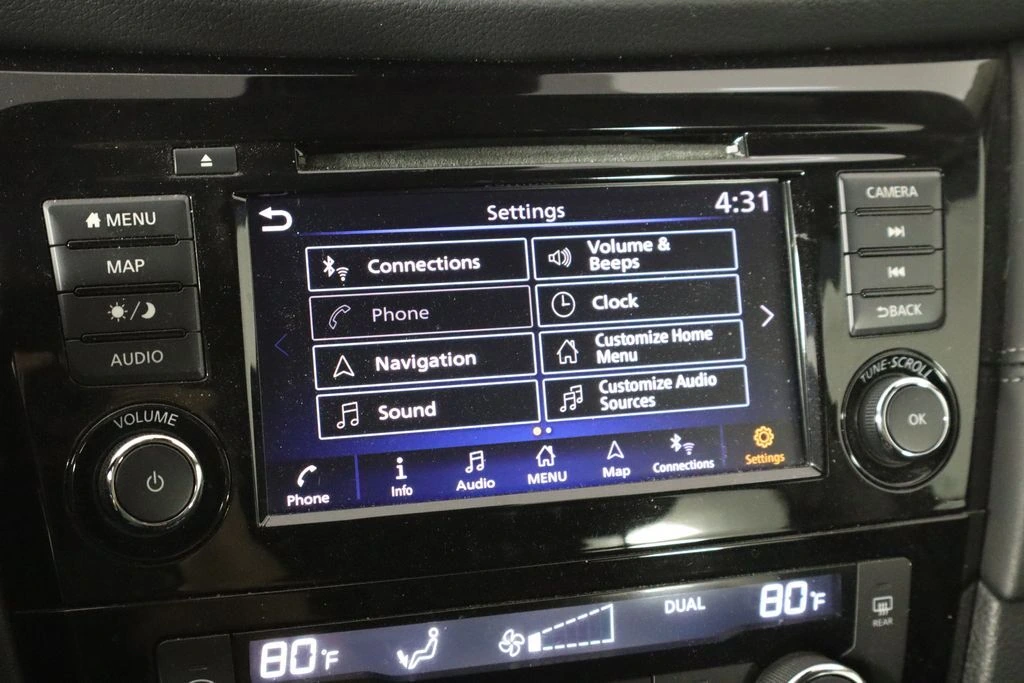 MENU
MAP
AUDIO
VOLUME
Settings
4:31
Connections
Phone
Navigation
Sound
Volume &
Beeps
Clock
Customize Home
Menu
Customize Audio
Sources
Phone
Info
Audio
MENU
Map
Connections
Settings
CAMERA
BACK
TUNE·SCROLL
OK
80°F
DUAL
80°F
REAR